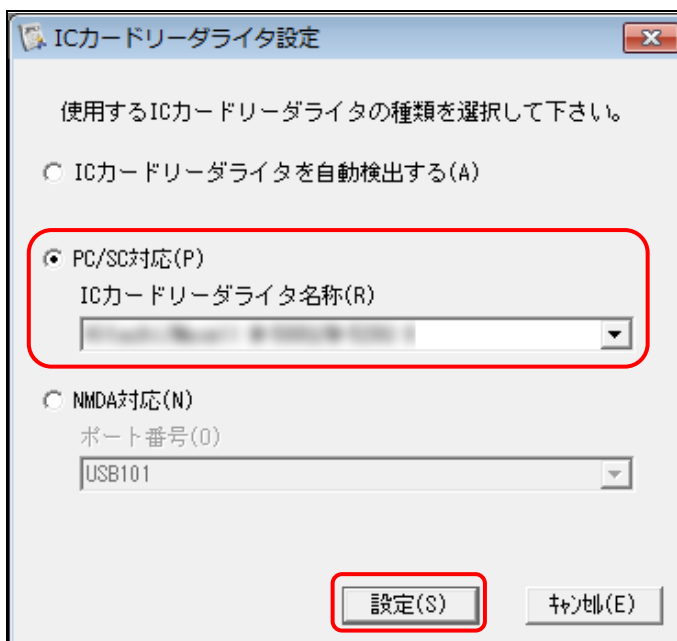 ICカードリーダライタ設定
使用するICカードリーダライタの種類を選択して下さい。
ICカードリーダライタを自動検出する(A)
PC/SC対応(P)
ICカードリーダライタ名称(R)
NMDA対応(N)
ポート番号(O)
USB101
設定(S)
ｷｬﾝｾﾙ(E)